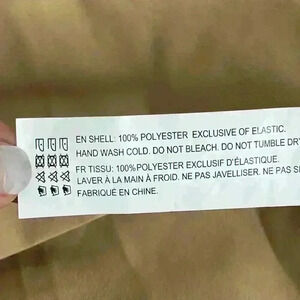 EN SHELL: 100% POLYESTER EXCLUSIVE OF ELASTIC.
HAND WASH COLD. DO NOT BLEACH. DO NOT TUMBLE DRY
FR TISSU: 100%POLYESTER EXCLUSIF D'ÉLASTIQUE.
LAVER À LA MAIN À FROID. NE PAS JAVELLISER. NE PAS
FABRIQUÉ EN CHINE.